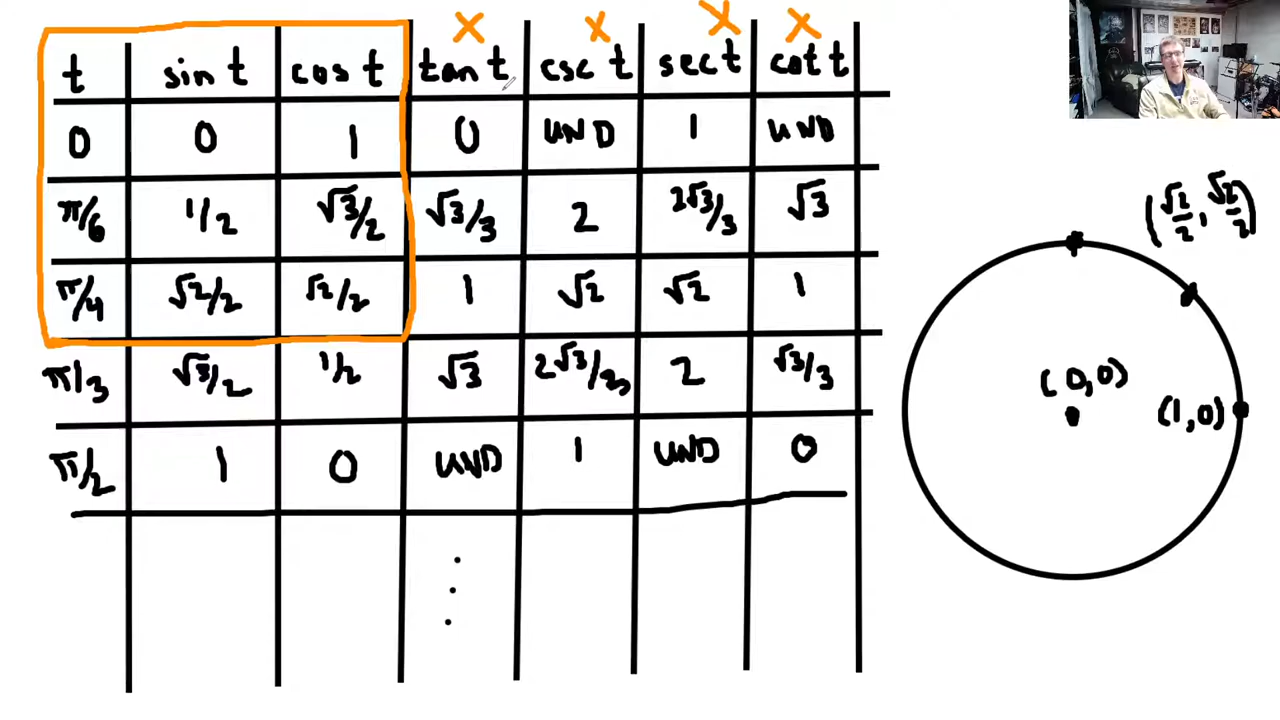 X X X X
t sin t cos t tan t csc t sec t cot t
0 0 1 0 UND 1 UND
π/6 1/2 √3/2 √3/3 2 2√3/3 √3
π/4 √2/2 √2/2 1 √2 √2 1
π/3 √3/2 1/2 √3 2√3/3 2 √3/3
π/2 1 0 UND 1 UND 0
(√2/2, √2/2)
(0,0)
(1,0)